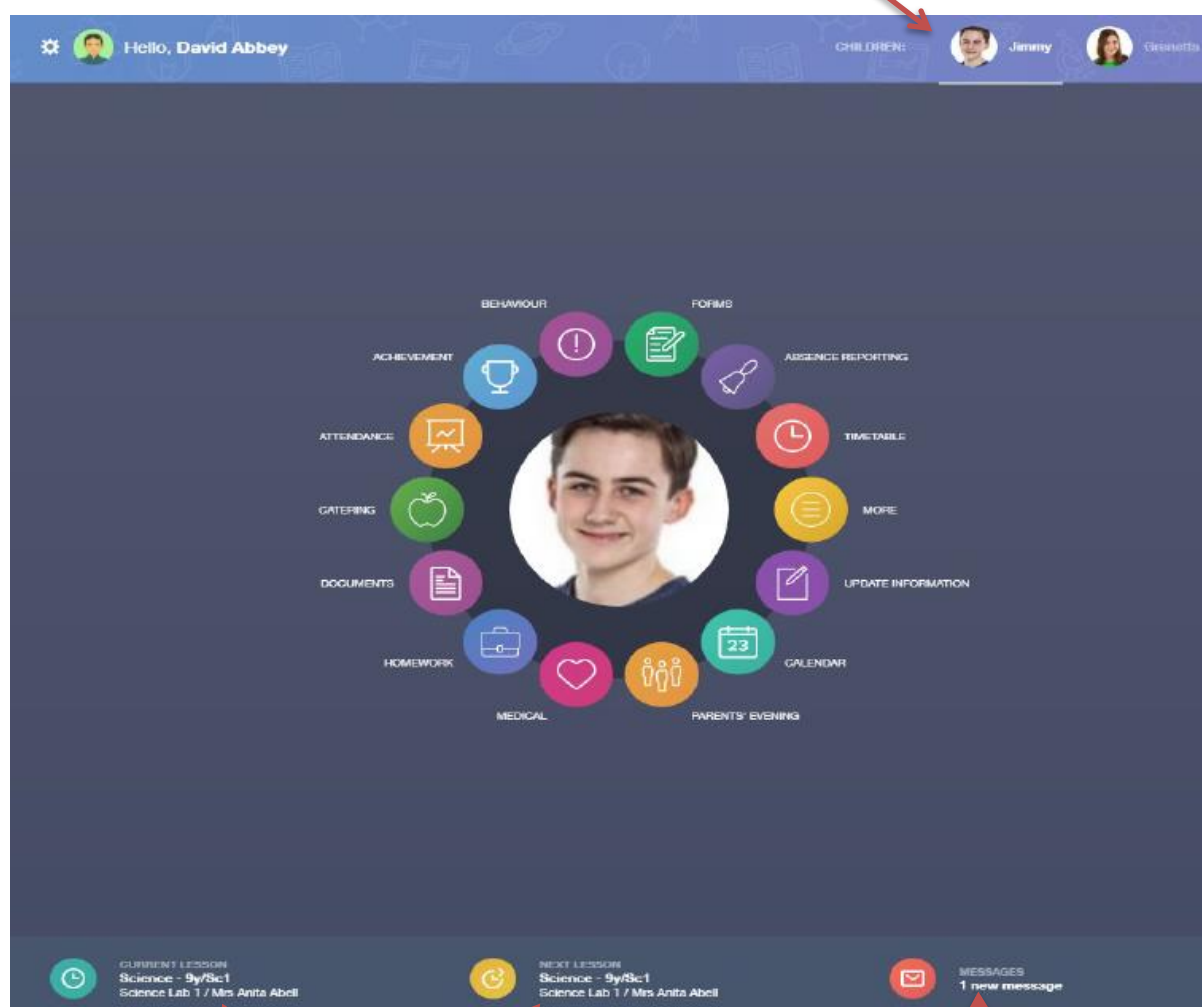 Hello, David Abbey
CHILDREN:
Jimmy
BEHAVIOUR
FORMS
ACHIEVEMENT
ABSENCE REPORTING
ATTENDANCE
TIMETABLE
CATERING
MORE
DOCUMENTS
UPDATE INFORMATION
23
HOMEWORK
CALENDAR
MEDICAL
PARENTS' EVENING
CURRENT LESSON
Science - 9y/Sc1
Science Lab 1 / Mrs Anita Abell
NEXT LESSON
Science - 9y/Sc1
Science Lab 1 / Mrs Anita Abell
MESSAGES
1 new message